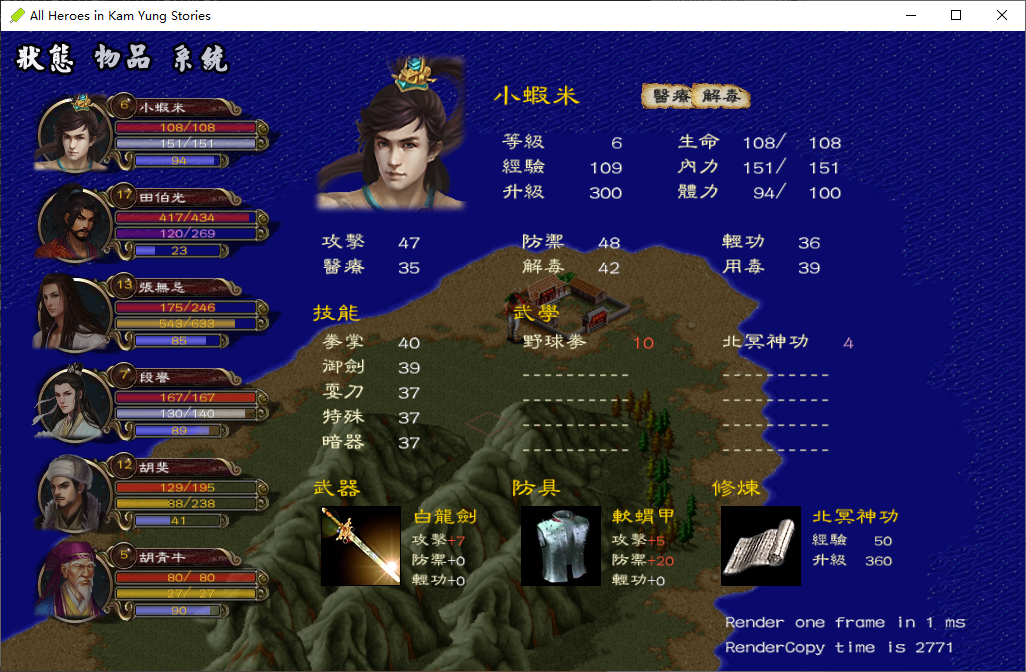 All Heroes in Kam Yung Stories
狀態 物品 系統
6 小蝦米
108/108
151/151
94
17 田伯光
417/434
120/269
23
13 張無忌
175/246
543/633
85
7 段譽
167/167
130/140
89
12 胡斐
129/195
88/238
41
5 胡青牛
80/ 80
27/ 27
90
小蝦米 醫療 解毒
等級 6 生命 108/ 108
經驗 109 內力 151/ 151
升級 300 體力 94/ 100
攻擊 47 防禦 48 輕功 36
醫療 35 解毒 42 用毒 39
技能 武學
拳掌 40 野球拳 10 北冥神功 4
御劍 39 --------- ---------
耍刀 37 --------- ---------
特殊 37 --------- ---------
暗器 37 --------- ---------
武器 防具 修煉
白龍劍 軟蝟甲 北冥神功
攻擊+7 攻擊+5 經驗 50
防禦+0 防禦+20 升級 360
輕功+0 輕功+0
Render one frame in 1 ms
RenderCopy time is 2771